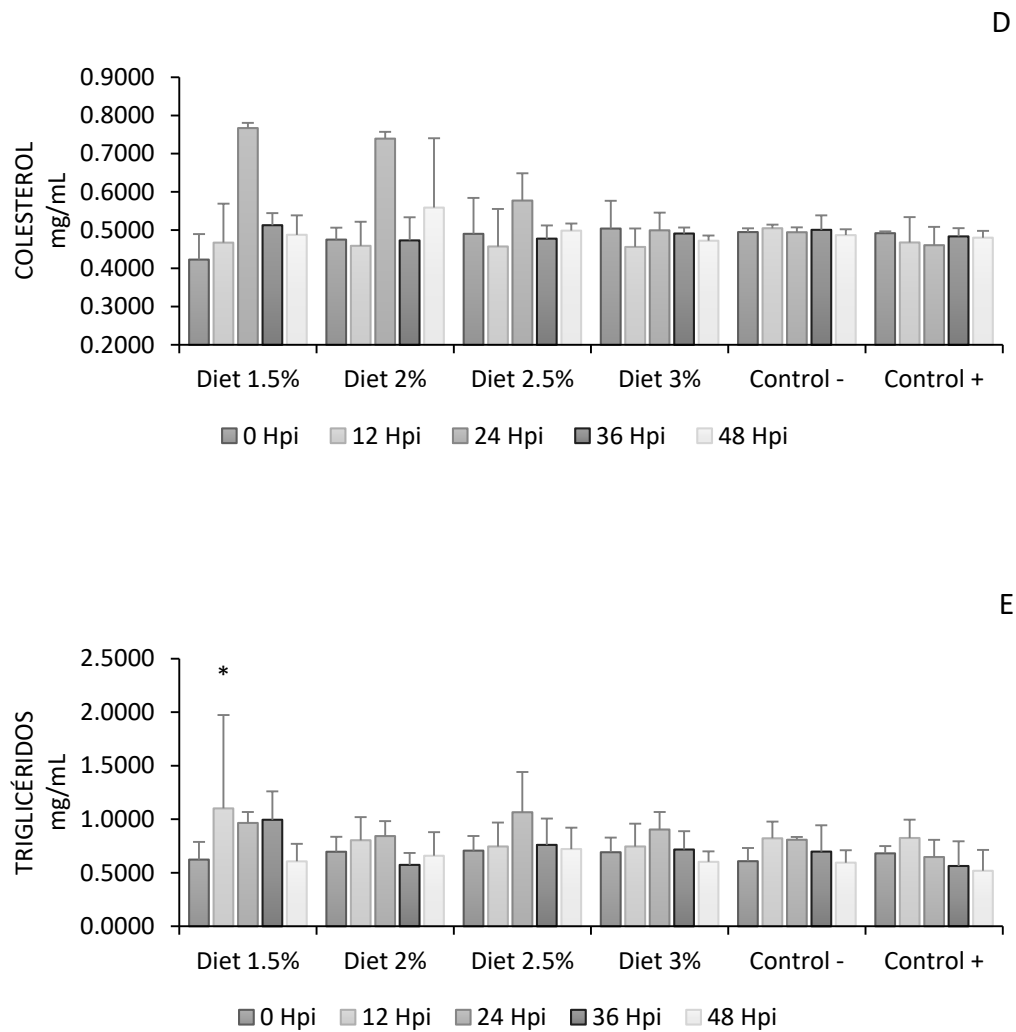 D
COLESTEROL
mg/mL
0.9000
0.8000
0.7000
0.6000
0.5000
0.4000
0.3000
0.2000
Diet 1.5% Diet 2% Diet 2.5% Diet 3% Control - Control +
0 Hpi 12 Hpi 24 Hpi 36 Hpi 48 Hpi
E
TRIGLICÉRIDOS
mg/mL
2.5000
2.0000
1.5000
1.0000
0.5000
0.0000
*
Diet 1.5% Diet 2% Diet 2.5% Diet 3% Control - Control +
0 Hpi 12 Hpi 24 Hpi 36 Hpi 48 Hpi